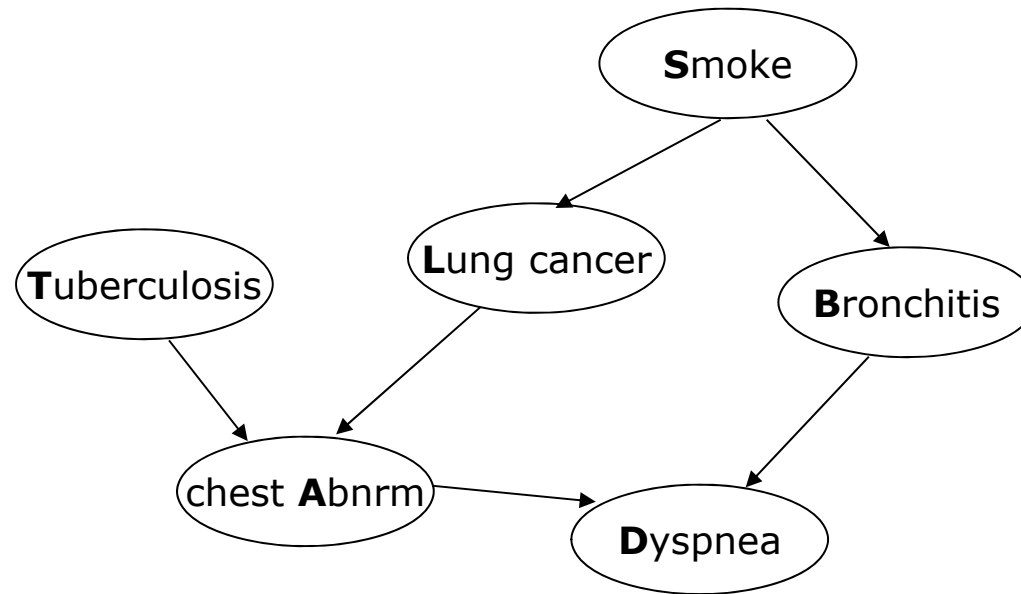 Smoke
Lung cancer
Tuberculosis
Bronchitis
chest Abnrm
Dyspnea